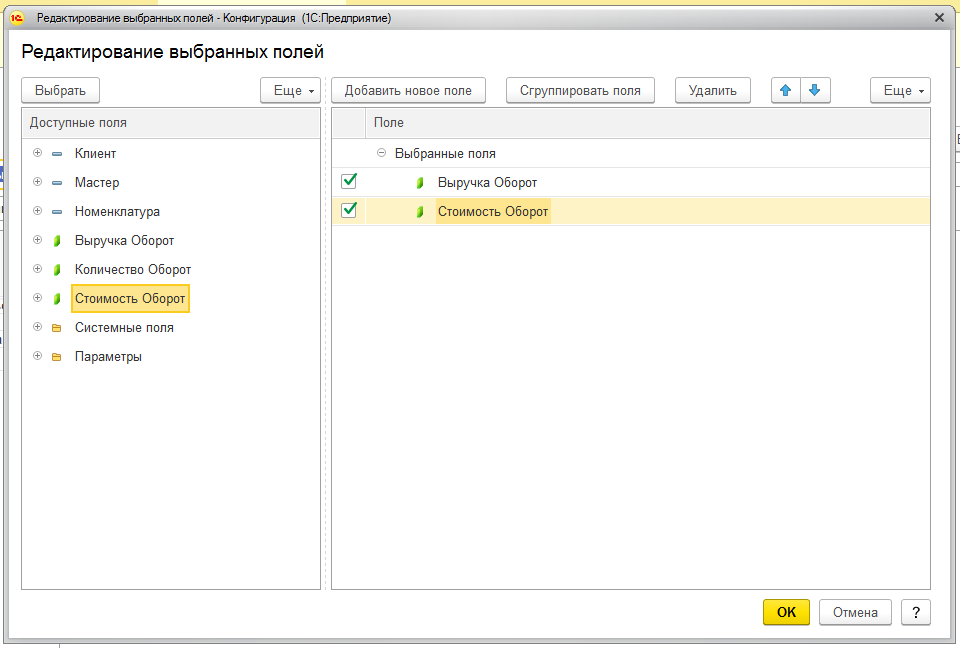 Редактирование выбранных полей - Конфигурация (1С:Предприятие)
Редактирование выбранных полей
Выбрать Еще Добавить новое поле Сгруппировать поля Удалить Еще
Доступные поля
Клиент
Мастер
Номенклатура
Выручка Оборот
Количество Оборот
Стоимость Оборот
Системные поля
Параметры
Поле
Выбранные поля
Выручка Оборот
Стоимость Оборот
ОК Отмена ?